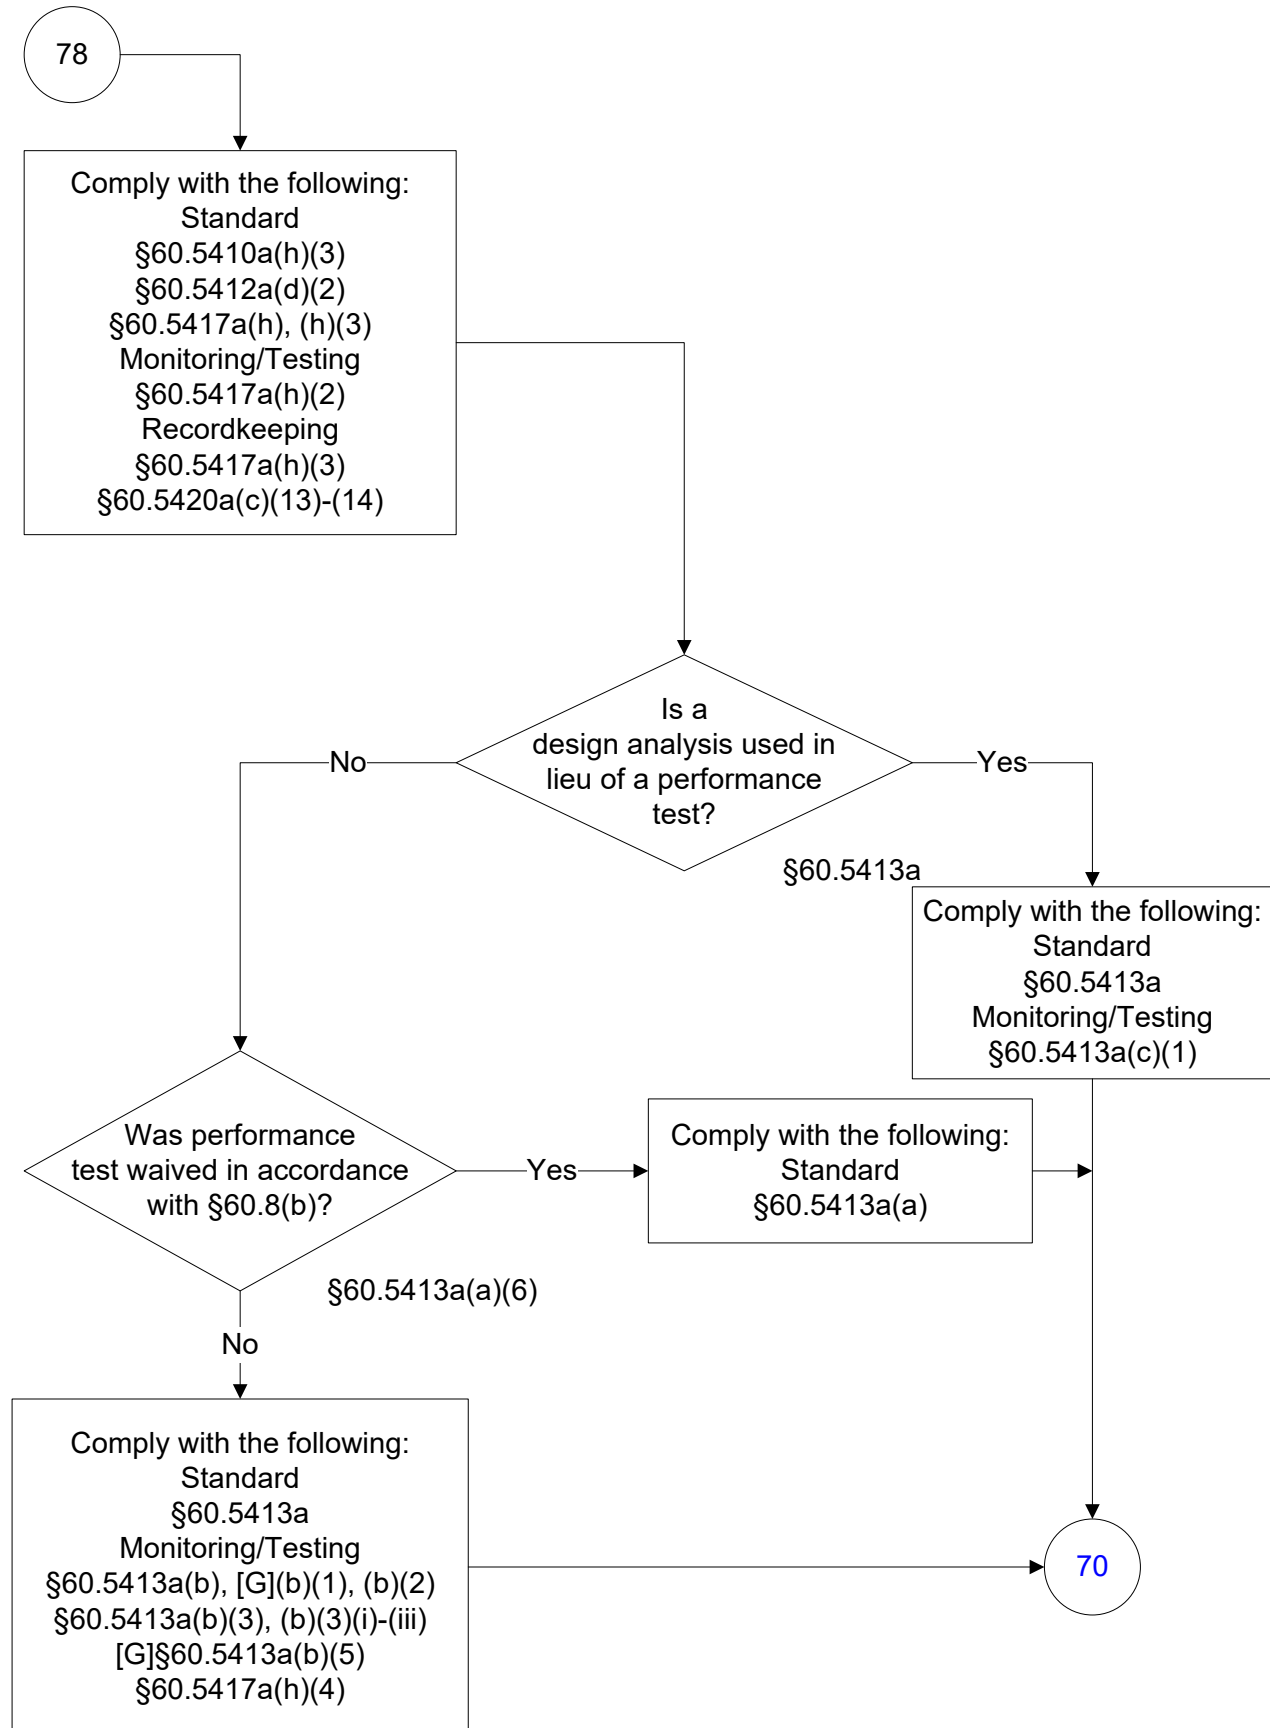 78
Comply with the following:
Standard
§60.5410a(h)(3)
§60.5412a(d)(2)
§60.5417a(h), (h)(3)
Monitoring/Testing
§60.5417a(h)(2)
Recordkeeping
§60.5417a(h)(3)
§60.5420a(c)(13)-(14)
Is a
design analysis used in
lieu of a performance
test?
No
Yes
§60.5413a
Comply with the following:
Standard
§60.5413a
Monitoring/Testing
§60.5413a(c)(1)
Was performance
test waived in accordance
with §60.8(b)?
Yes
Comply with the following:
Standard
§60.5413a(a)
§60.5413a(a)(6)
No
Comply with the following:
Standard
§60.5413a
Monitoring/Testing
§60.5413a(b), [G](b)(1), (b)(2)
§60.5413a(b)(3), (b)(3)(i)-(iii)
[G]§60.5413a(b)(5)
§60.5417a(h)(4)
70